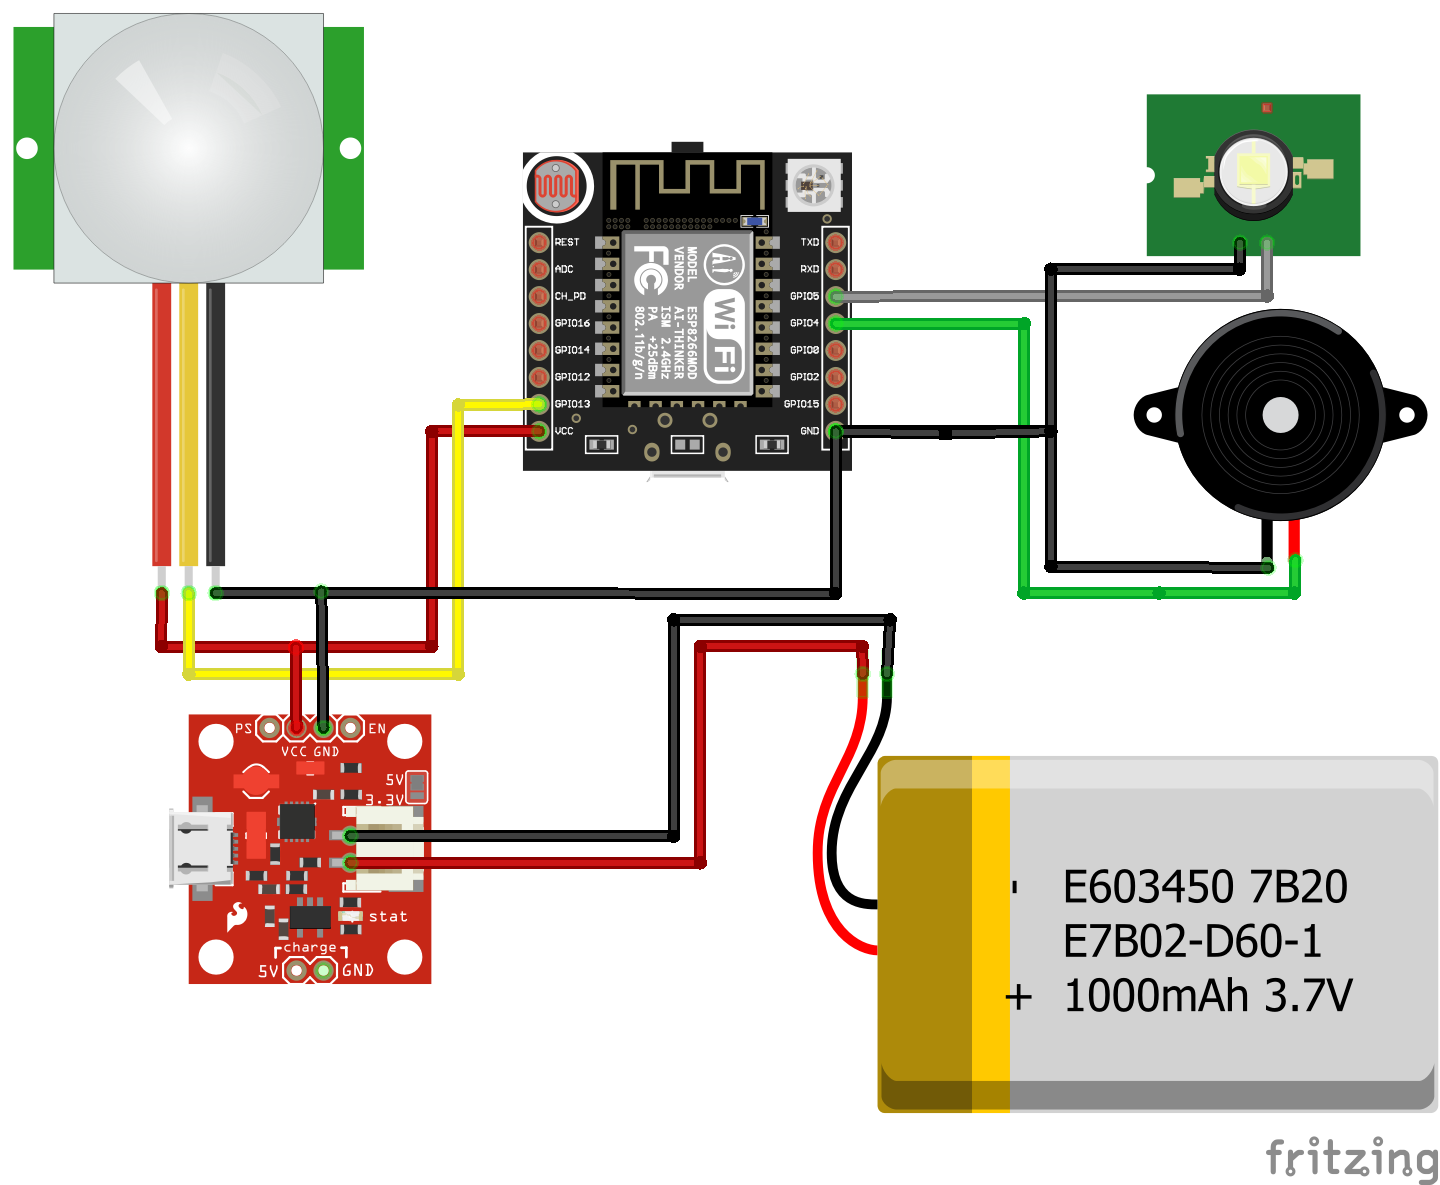 REST
ADC
CH_PD
GPIO16
GPIO14
GPIO12
GPIO13
VCC
TXD
RXD
GPIO5
GPIO4
GPIO0
GPIO2
GPIO15
GND
MODEL
VENDOR
ESP8266MOD
AI-THINKER
ISM 2.4GHz
PA +25dBm
802.11b/g/n
FC
Ai
Wi Fi
PS
EN
VCC GND
5V
3.3V
stat
charge
5V
GND
- E603450 7B20
E7B02-D60-1
+ 1000mAh 3.7V
fritzing